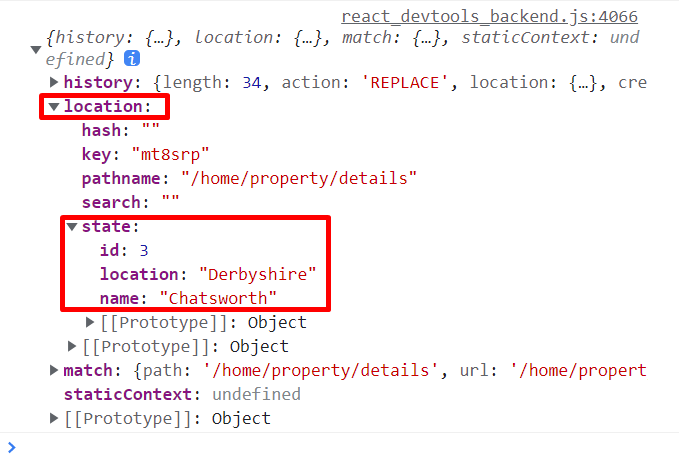 react_devtools_backend.js:4066
{history: {…}, location: {…}, match: {…}, staticContext: und
efined} i
history: {length: 34, action: 'REPLACE', location: {…}, cre
location:
hash: ""
key: "mt8srp"
pathname: "/home/property/details"
search: ""
state:
id: 3
location: "Derbyshire"
name: "Chatsworth"
[[Prototype]]: Object
[[Prototype]]: Object
match: {path: '/home/property/details', url: '/home/propert
staticContext: undefined
[[Prototype]]: Object